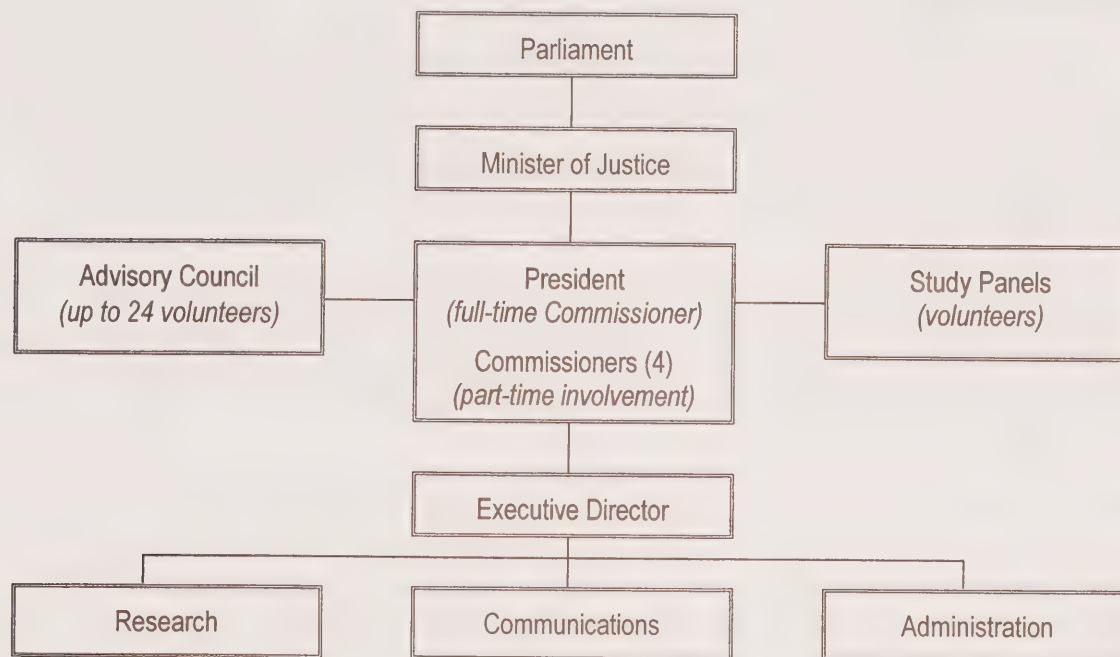 Parliament
Minister of Justice
Advisory Council
(up to 24 volunteers)
President
(full-time Commissioner)
Commissioners (4)
(part-time involvement)
Study Panels
(volunteers)
Executive Director
Research
Communications
Administration